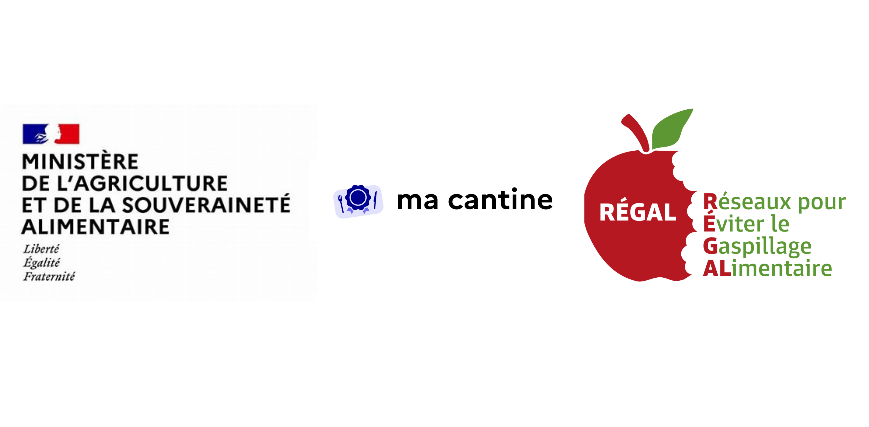 MINISTÈRE
DE L'AGRICULTURE
ET DE LA SOUVERAINETÉ
ALIMENTAIRE
Liberté
Égalité
Fraternité
ma cantine
RÉGAL
Réseaux pour
Éviter le
Gaspillage
ALimentaire